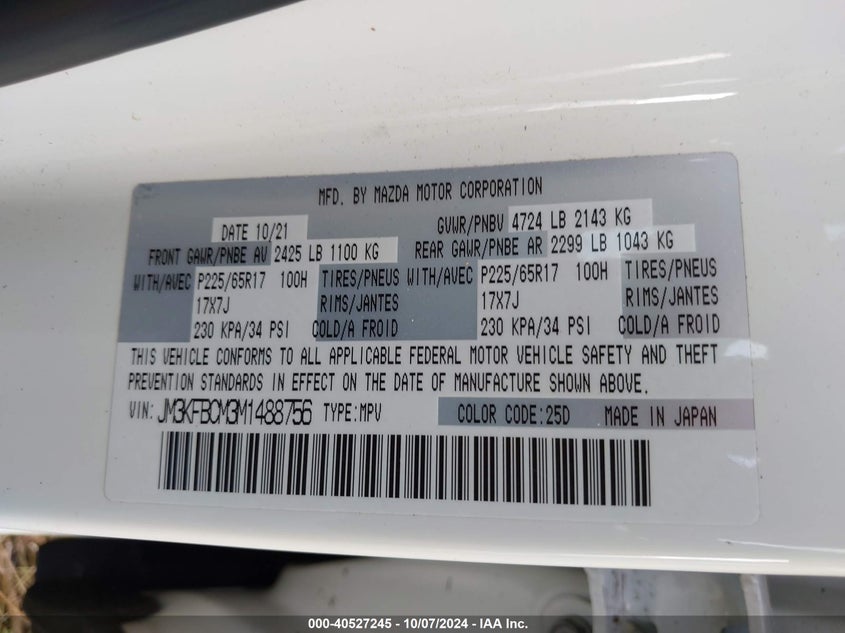 MFD. BY MAZDA MOTOR CORPORATION
DATE 10/21 GVWR/PNBV 4724 LB 2143 KG
FRONT GAWR/PNBE AV 2425 LB 1100 KG REAR GAWR/PNBE AR 2299 LB 1043 KG
WITH/AVEC P225/65R17 100H TIRES/PNEUS WITH/AVEC P225/65R17 100H TIRES/PNEUS
17X7J RIMS/JANTES 17X7J RIMS/JANTES
230 KPA/34 PSI COLD/A FROID 230 KPA/34 PSI COLD/A FROID
THIS VEHICLE CONFORMS TO ALL APPLICABLE FEDERAL MOTOR VEHICLE SAFETY AND THEFT
PREVENTION STANDARDS IN EFFECT ON THE DATE OF MANUFACTURE SHOWN ABOVE.
VIN: JM3KFBCM3M1488756 TYPE:MPV COLOR CODE:25D MADE IN JAPAN
000-40527245 - 10/07/2024 - IAA Inc.